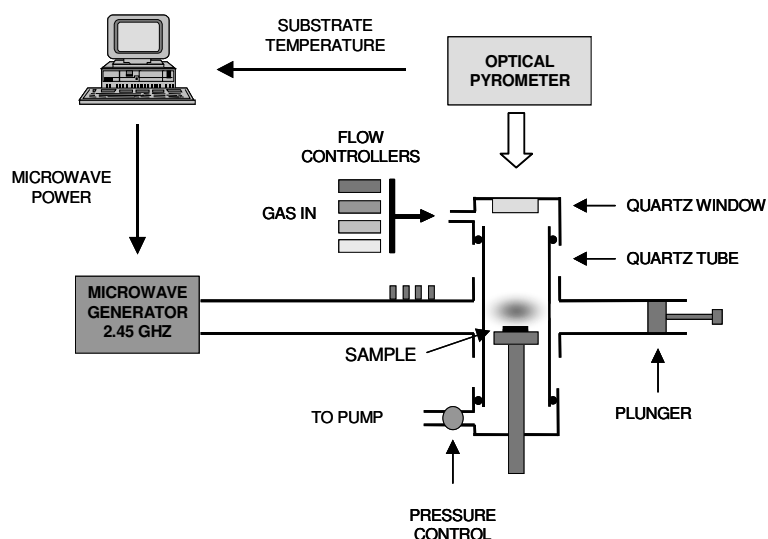 SUBSTRATE
TEMPERATURE
OPTICAL
PYROMETER
FLOW
CONTROLLERS
MICROWAVE
POWER
GAS IN
QUARTZ WINDOW
QUARTZ TUBE
MICROWAVE
GENERATOR
2.45 GHZ
SAMPLE
TO PUMP
PLUNGER
PRESSURE
CONTROL